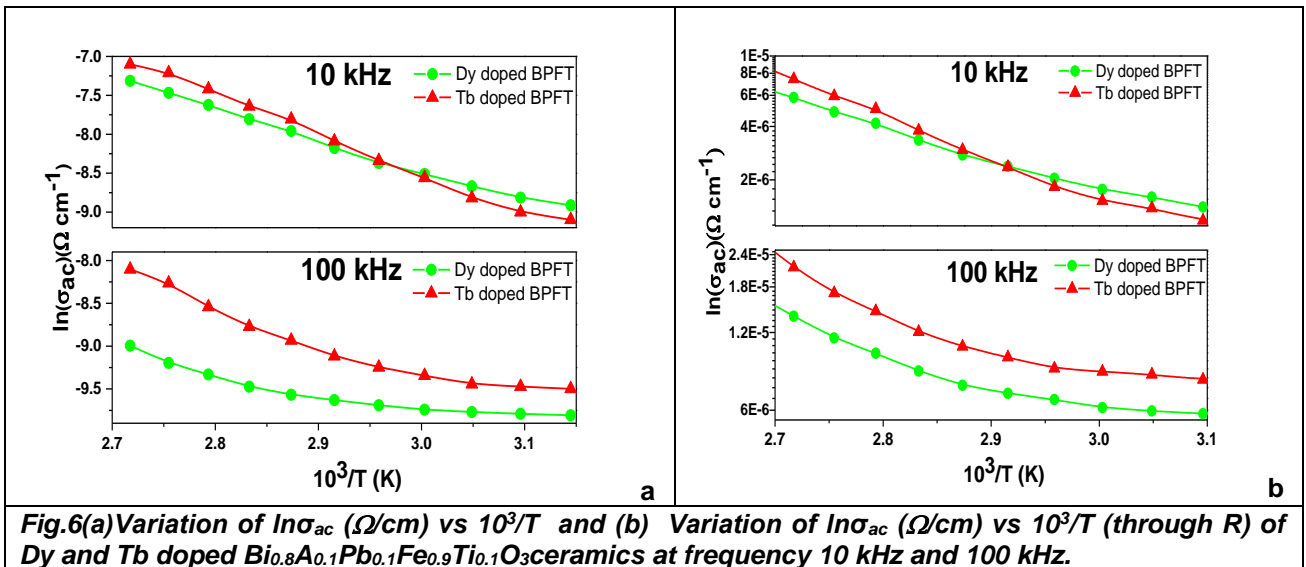 -7.0
-7.5
-8.0
-8.5
-9.0
10 kHz
Dy doped BPFT
Tb doped BPFT
-8.0
-8.5
-9.0
-9.5
100 kHz
Dy doped BPFT
Tb doped BPFT
ln(σac)(Ω cm-1)
2.7 2.8 2.9 3.0 3.1
10³/T (K)
a
1E-5
8E-6
6E-6
4E-6
2E-6
10 kHz
Dy doped BPFT
Tb doped BPFT
2.4E-5
1.8E-5
1.2E-5
6E-6
100 kHz
Dy doped BPFT
Tb doped BPFT
ln(σac)(Ω cm-1)
2.7 2.8 2.9 3.0 3.1
10³/T (K)
b
Fig.6(a)Variation of lnσac (Ω/cm) vs 10³/T and (b) Variation of lnσac (Ω/cm) vs 10³/T (through R) of
Dy and Tb doped Bi0.8A0.1Pb0.1Fe0.9Ti0.1O3ceramics at frequency 10 kHz and 100 kHz.